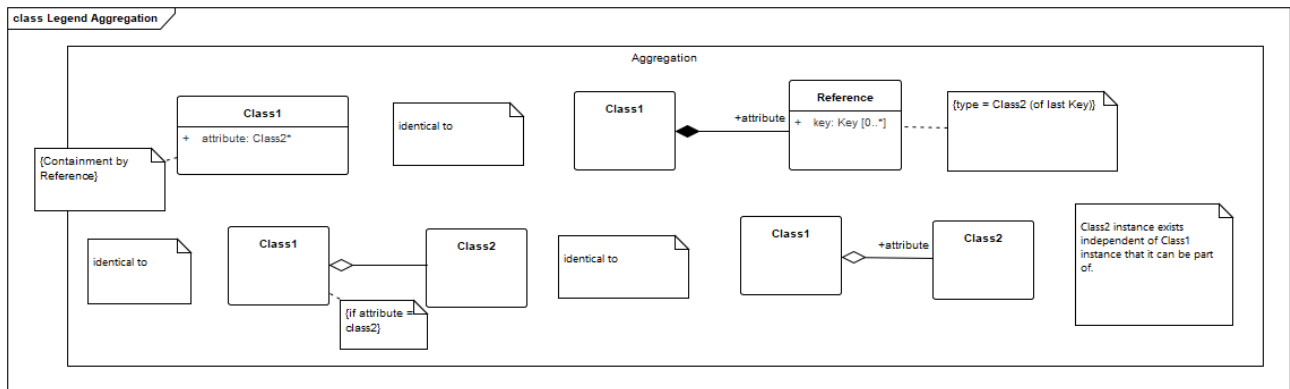 class Legend Aggregation
Aggregation
Class1
+ attribute: Class2*
{Containment by
Reference}
identical to
Class1
+attribute
Reference
+ key: Key [0..*]
{type = Class2 (of last Key)}
identical to
Class1
Class2
{if attribute =
class2}
identical to
Class1
+attribute
Class2
Class2 instance exists
independent of Class1
instance that it can be part
of.